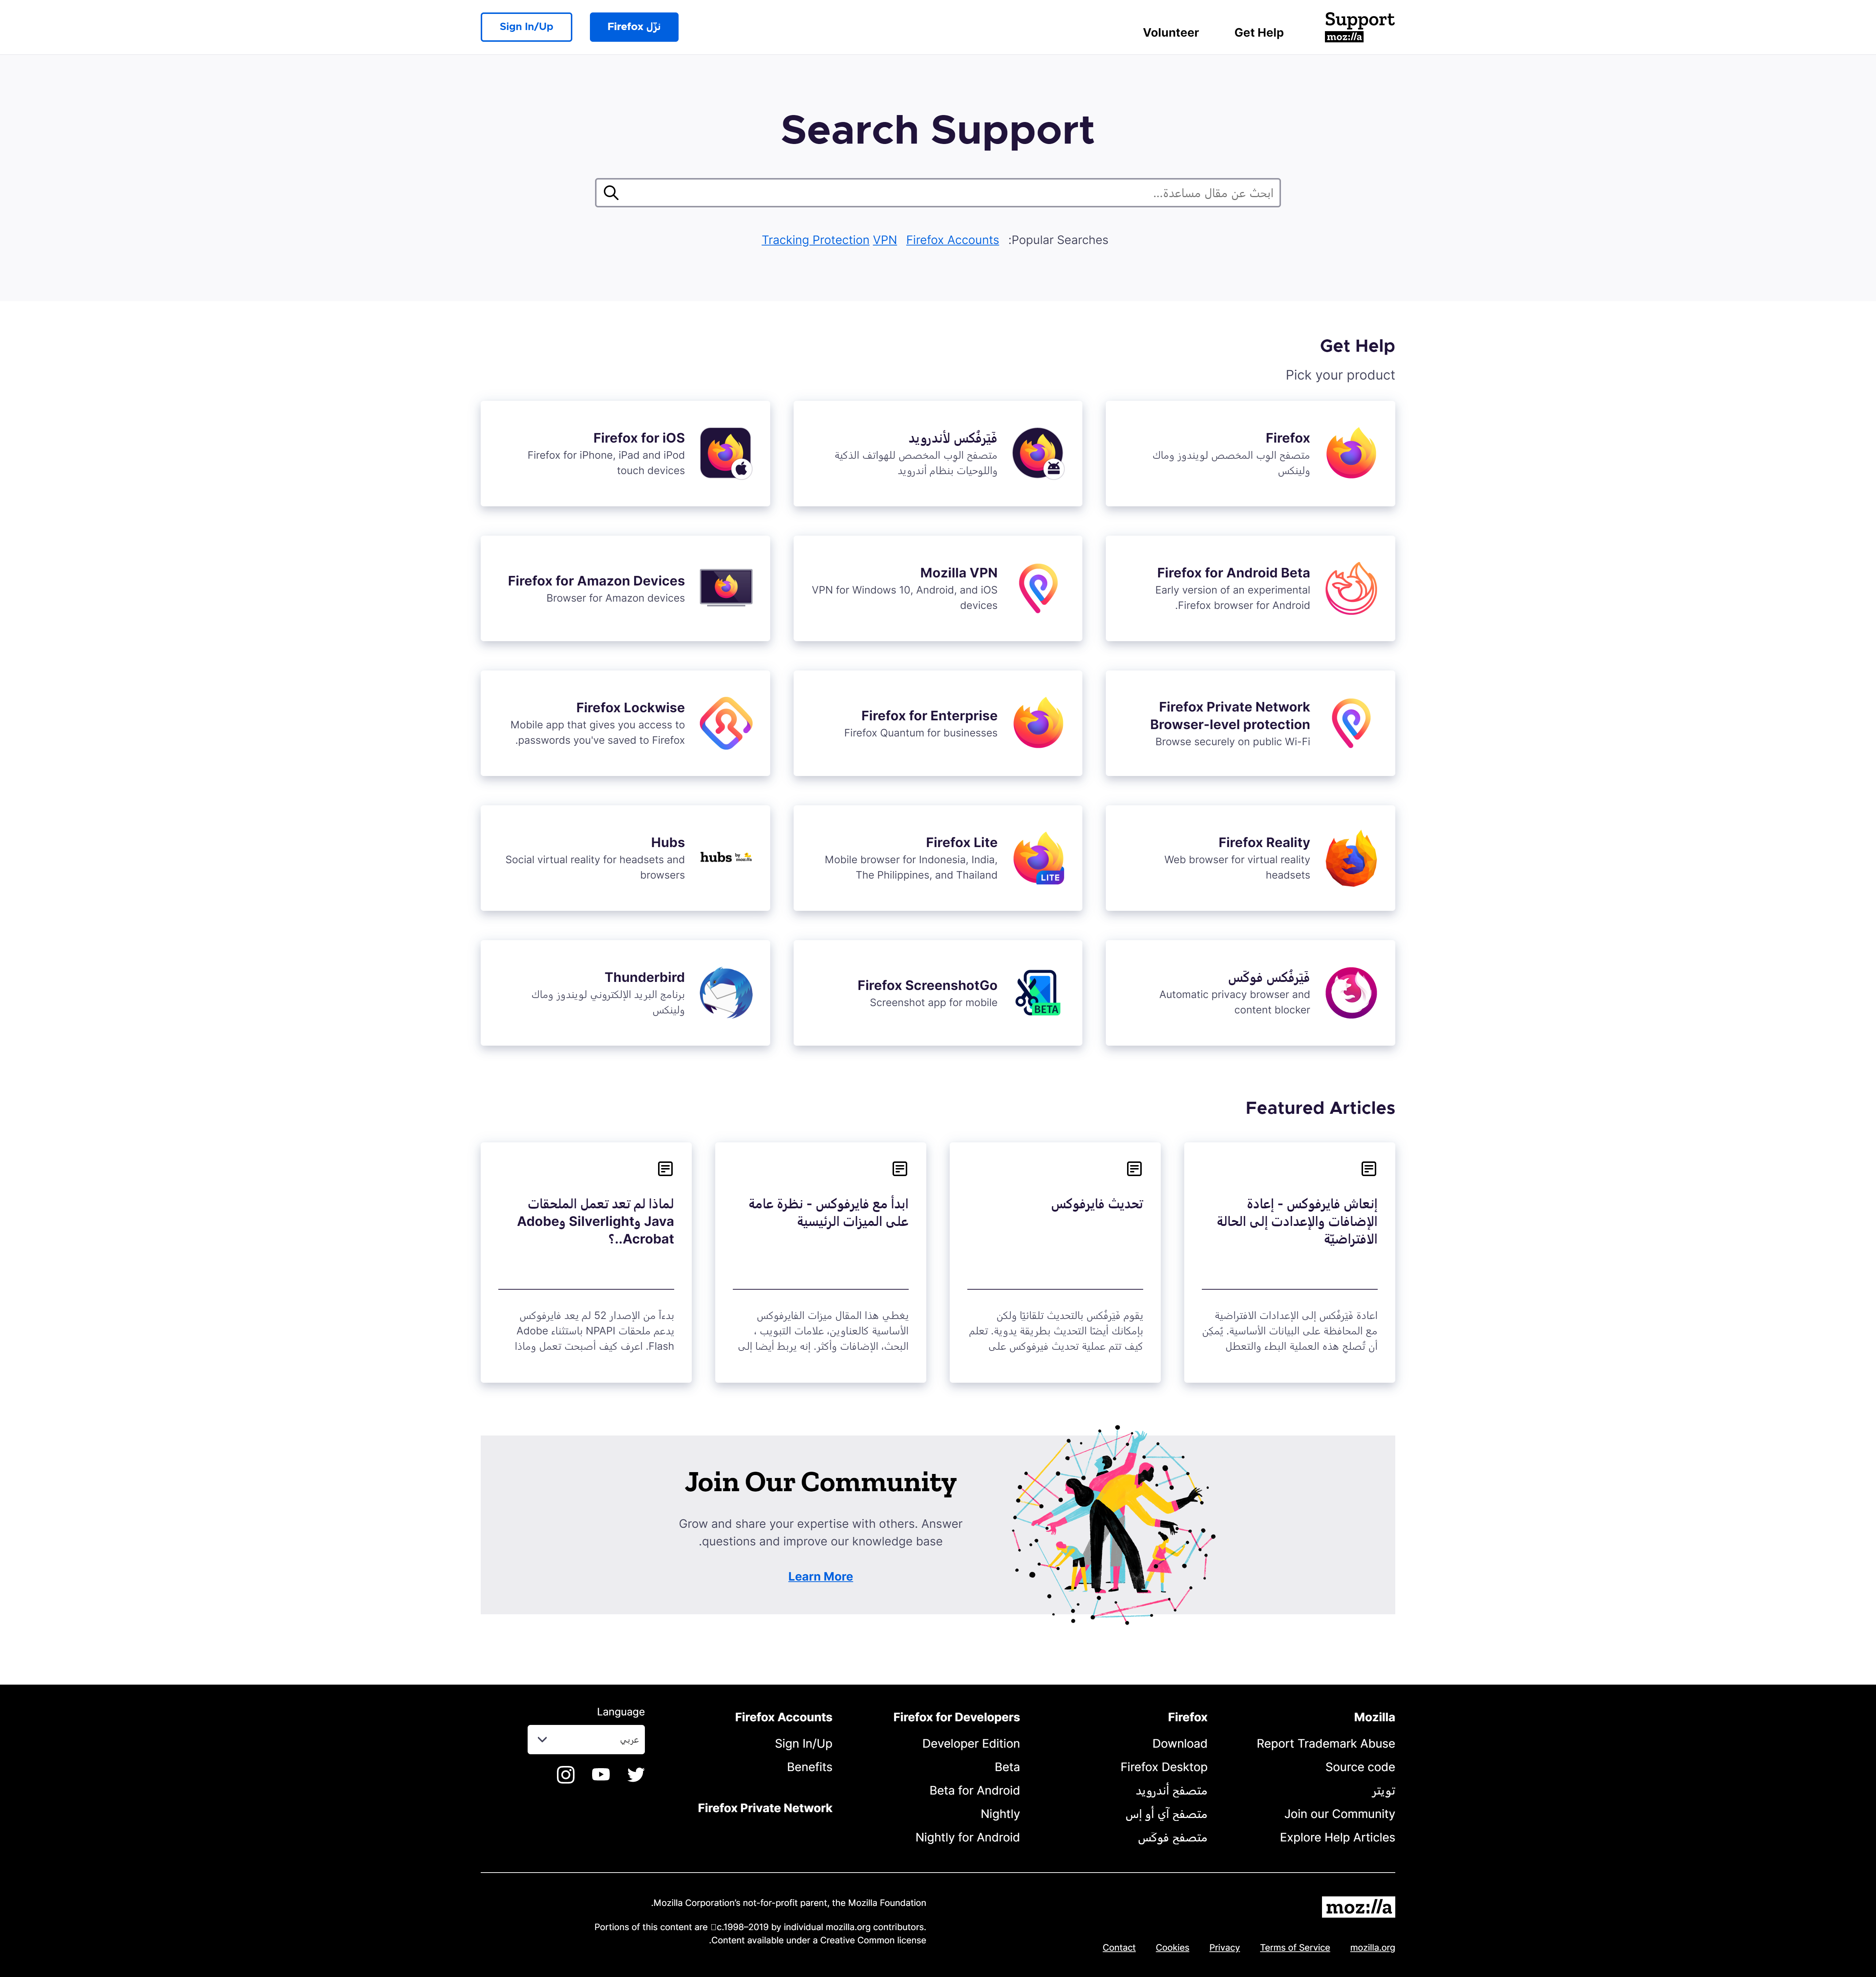 Support
moz://a
Get Help
Volunteer
نزّل Firefox
Sign In/Up
Search Support
ابحث عن مقال مساعدة...
Popular Searches:
Firefox Accounts
VPN
Tracking Protection
Get Help
Pick your product
Firefox
متصفح الوِب المخصص لويندوز وماك
ولينكس
فَيَرفُكس لأندرويد
متصفح الوِب المخصص للهواتف الذكية
واللوحيات بنظام أندرويد
Firefox for iOS
Firefox for iPhone, iPad and iPod
touch devices
Firefox for Android Beta
Early version of an experimental
Firefox browser for Android.
Mozilla VPN
VPN for Windows 10, Android, and iOS
devices
Firefox for Amazon Devices
Browser for Amazon devices
Firefox Private Network
Browser-level protection
Browse securely on public Wi-Fi
Firefox for Enterprise
Firefox Quantum for businesses
Firefox Lockwise
Mobile app that gives you access to
passwords you've saved to Firefox.
Firefox Reality
Web browser for virtual reality
headsets
LITE
Firefox Lite
Mobile browser for Indonesia, India,
The Philippines, and Thailand
hubs by moz://a
Hubs
Social virtual reality for headsets and
browsers
فَيَرفُكس فوكَس
Automatic privacy browser and
content blocker
BETA
Firefox ScreenshotGo
Screenshot app for mobile
Thunderbird
برنامج البريد الإلكتروني لويندوز وماك
ولينكس
Featured Articles
إنعاش فايرفوكس - إعادة
الإضافات والإعدادت إلى الحالة
الافتراضيّة
اعادة فَيَرفُكس إلى الإعدادات الافتراضية
مع المحافظة على البيانات الأساسية. يُمكن
أن تُصلح هذه العملية البطء والتعطل
تحديث فايرفوكس
يقوم فَيَرفُكس بالتحديث تلقائيًا ولكن
بإمكانك أيضًا التحديث بطريقة يدوية. تعلم
كيف تتم عملية تحديث فيرفوكس على
ابدأ مع فايرفوكس - نظرة عامة
على الميزات الرئيسية
يغطي هذا المقال ميزات الفايرفوكس
الأساسية كالعناوين، علامات التبويب ،
البحث، الإضافات وأكثر. إنه يربط أيضا إلى
لماذا لم تعد تعمل الملحقات
Java وSilverlight وAdobe
Acrobat..؟
بدءاً من الإصدار 52 لم يعد فايرفوكس
يدعم ملحقات NPAPI باستثناء Adobe
Flash. اعرف كيف أصبحت تعمل وماذا
Join Our Community
Grow and share your expertise with others. Answer
questions and improve our knowledge base.
Learn More
Mozilla
Report Trademark Abuse
Source code
تويتر
Join our Community
Explore Help Articles
Firefox
Download
Firefox Desktop
متصفح أندرويد
متصفح آي أو إس
متصفح فوكَس
Firefox for Developers
Developer Edition
Beta
Beta for Android
Nightly
Nightly for Android
Firefox Accounts
Sign In/Up
Benefits
Firefox Private Network
Language
عربي
moz://a
mozilla.org
Terms of Service
Privacy
Cookies
Contact
Mozilla Corporation's not-for-profit parent, the Mozilla Foundation.
Portions of this content are c.1998–2019 by individual mozilla.org contributors.
Content available under a Creative Common license.